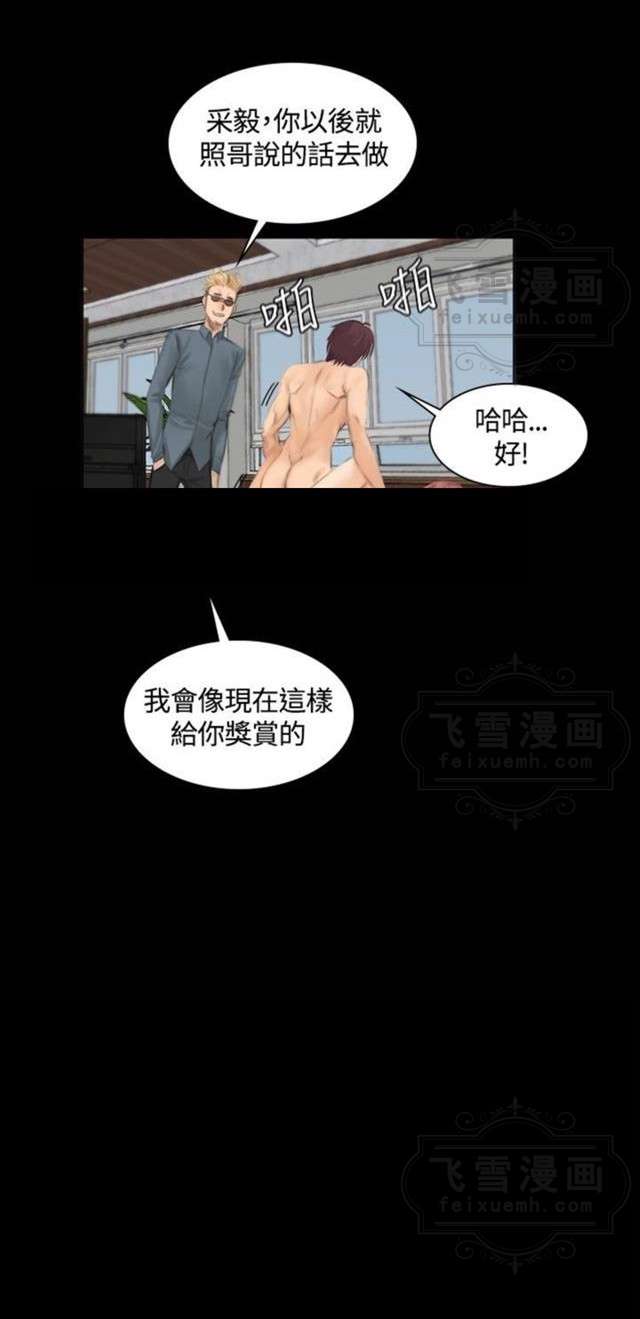 采毅，你以後就
照哥說的話去做
飞雪漫画
feixuemh.com
啪
啪
哈哈...
好!
我會像現在這樣
給你獎賞的
飞雪漫画
feixuemh.com
飞雪漫画
feixuemh.com